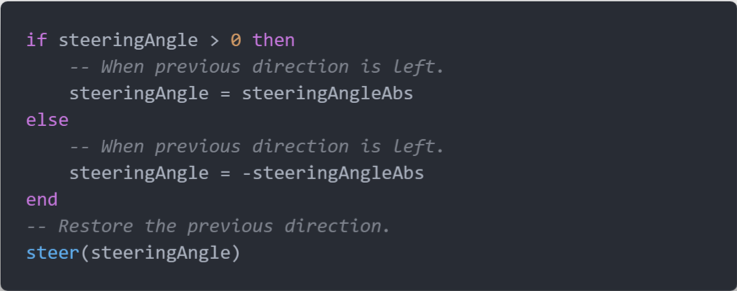 if steeringAngle > 0 then
    -- When previous direction is left.
    steeringAngle = steeringAngleAbs
else
    -- When previous direction is left.
    steeringAngle = -steeringAngleAbs
end
-- Restore the previous direction.
steer(steeringAngle)